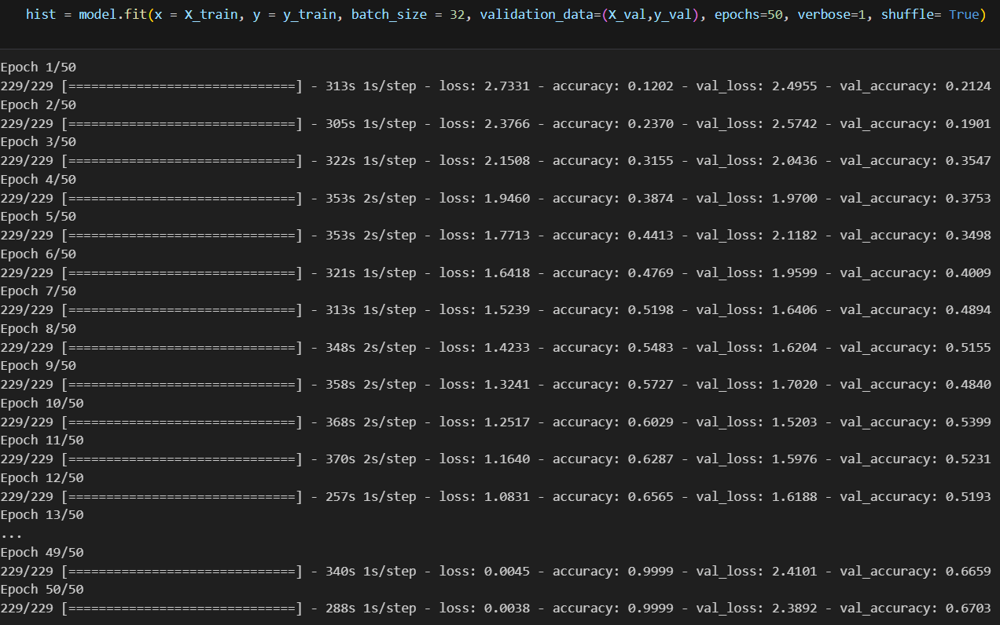 hist = model.fit(x = X_train, y = y_train, batch_size = 32, validation_data=(X_val,y_val), epochs=50, verbose=1, shuffle= True)
Epoch 1/50
229/229 [==============================] - 313s 1s/step - loss: 2.7331 - accuracy: 0.1202 - val_loss: 2.4955 - val_accuracy: 0.2124
Epoch 2/50
229/229 [==============================] - 305s 1s/step - loss: 2.3766 - accuracy: 0.2370 - val_loss: 2.5742 - val_accuracy: 0.1901
Epoch 3/50
229/229 [==============================] - 322s 1s/step - loss: 2.1508 - accuracy: 0.3155 - val_loss: 2.0436 - val_accuracy: 0.3547
Epoch 4/50
229/229 [==============================] - 353s 2s/step - loss: 1.9460 - accuracy: 0.3874 - val_loss: 1.9700 - val_accuracy: 0.3753
Epoch 5/50
229/229 [==============================] - 353s 2s/step - loss: 1.7713 - accuracy: 0.4413 - val_loss: 2.1182 - val_accuracy: 0.3498
Epoch 6/50
229/229 [==============================] - 321s 1s/step - loss: 1.6418 - accuracy: 0.4769 - val_loss: 1.9599 - val_accuracy: 0.4009
Epoch 7/50
229/229 [==============================] - 313s 1s/step - loss: 1.5239 - accuracy: 0.5198 - val_loss: 1.6406 - val_accuracy: 0.4894
Epoch 8/50
229/229 [==============================] - 348s 2s/step - loss: 1.4233 - accuracy: 0.5483 - val_loss: 1.6204 - val_accuracy: 0.5155
Epoch 9/50
229/229 [==============================] - 358s 2s/step - loss: 1.3241 - accuracy: 0.5727 - val_loss: 1.7020 - val_accuracy: 0.4840
Epoch 10/50
229/229 [==============================] - 368s 2s/step - loss: 1.2517 - accuracy: 0.6029 - val_loss: 1.5203 - val_accuracy: 0.5399
Epoch 11/50
229/229 [==============================] - 370s 2s/step - loss: 1.1640 - accuracy: 0.6287 - val_loss: 1.5976 - val_accuracy: 0.5231
Epoch 12/50
229/229 [==============================] - 257s 1s/step - loss: 1.0831 - accuracy: 0.6565 - val_loss: 1.6188 - val_accuracy: 0.5193
Epoch 13/50
...
Epoch 49/50
229/229 [==============================] - 340s 1s/step - loss: 0.0045 - accuracy: 0.9999 - val_loss: 2.4101 - val_accuracy: 0.6659
Epoch 50/50
229/229 [==============================] - 288s 1s/step - loss: 0.0038 - accuracy: 0.9999 - val_loss: 2.3892 - val_accuracy: 0.6703